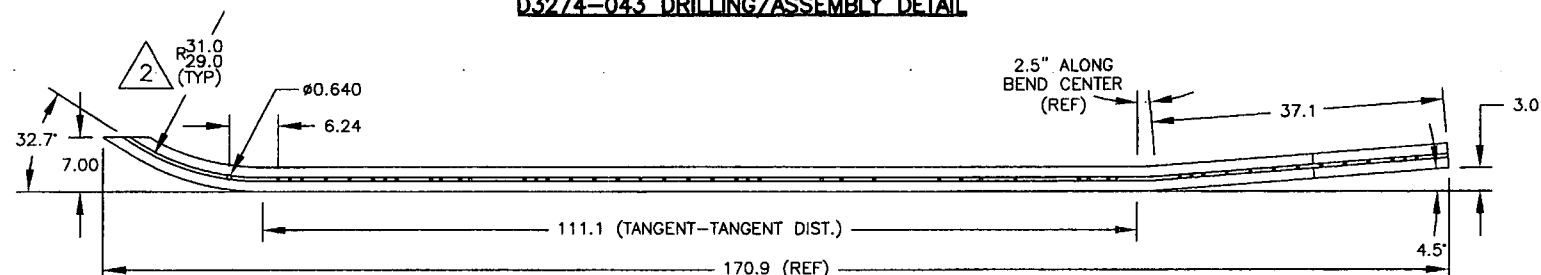 D3274-043 DRILLING/ASSEMBLY DETAIL
R31.0
29.0
(TYP)
2
ø0.640
6.24
2.5" ALONG
BEND CENTER
(REF)
37.1
3.0
32.7°
7.00
111.1 (TANGENT-TANGENT DIST.)
4.5°
170.9 (REF)